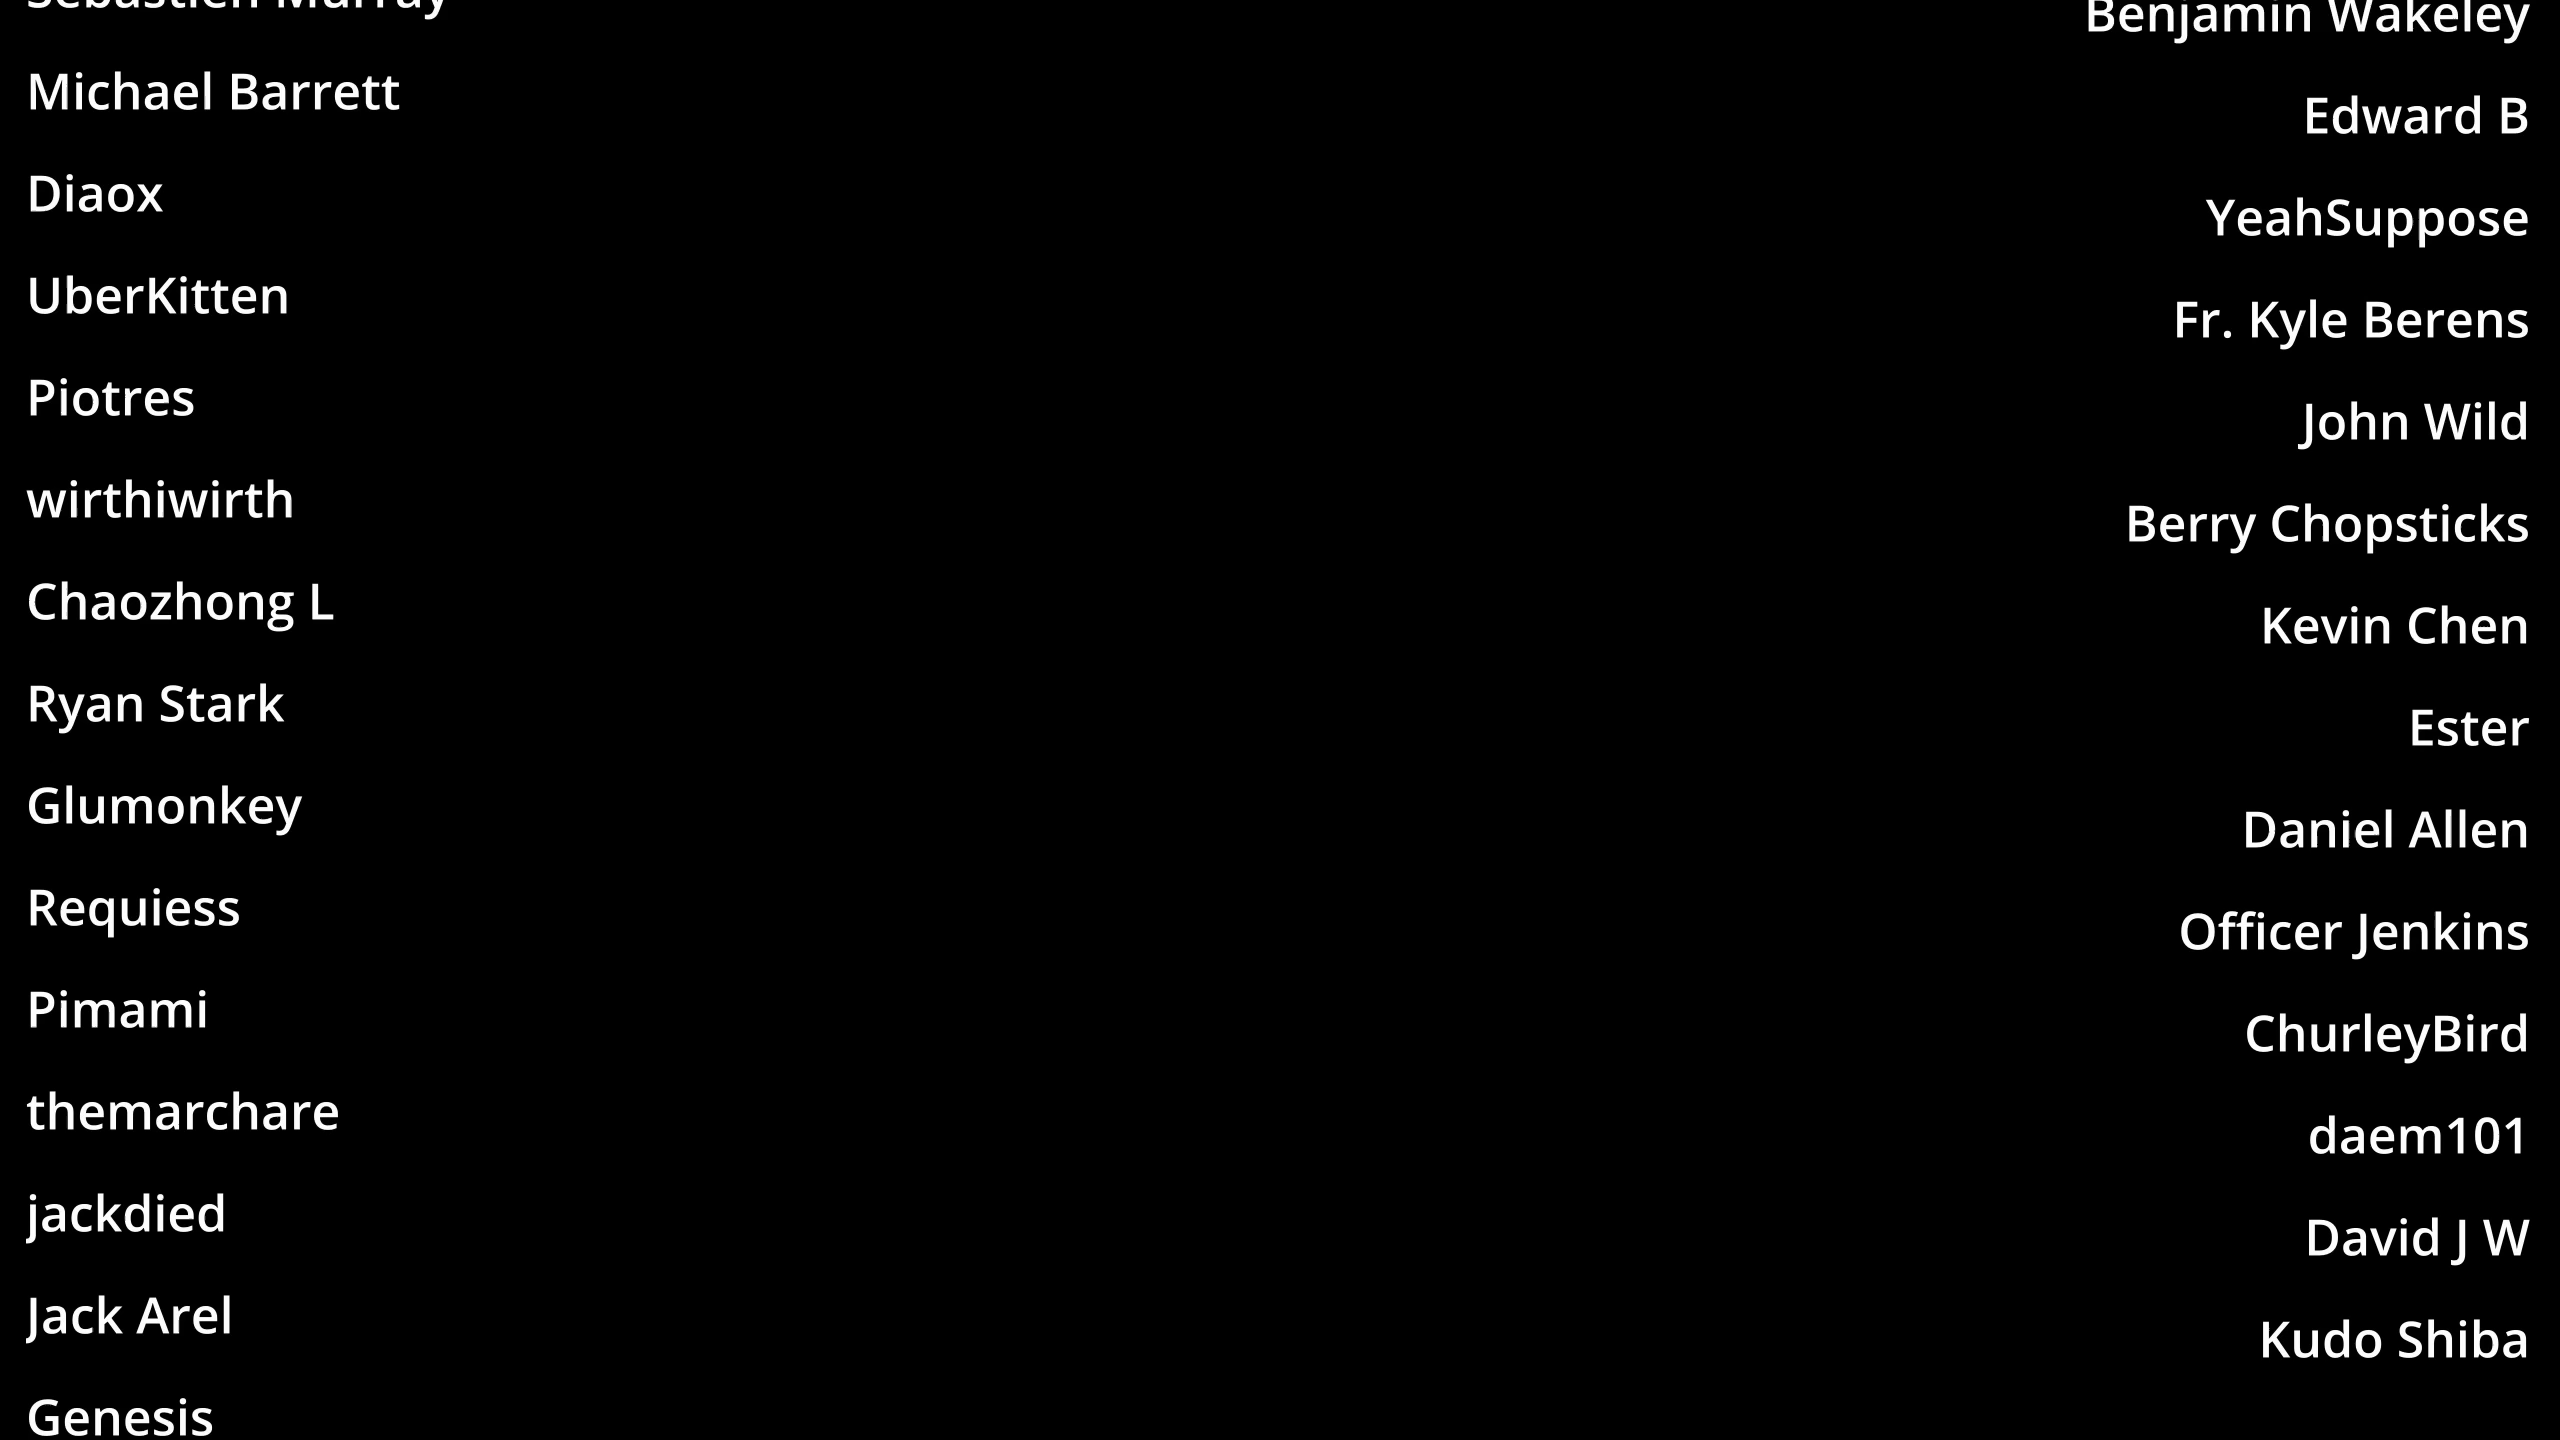 Sebastien Murray
Michael Barrett
Diaox
UberKitten
Piotres
wirthiwirth
Chaozhong L
Ryan Stark
Glumonkey
Requiess
Pimami
themarchare
jackdied
Jack Arel
Genesis
Benjamin Wakeley
Edward B
YeahSuppose
Fr. Kyle Berens
John Wild
Berry Chopsticks
Kevin Chen
Ester
Daniel Allen
Officer Jenkins
ChurleyBird
daem101
David J W
Kudo Shiba